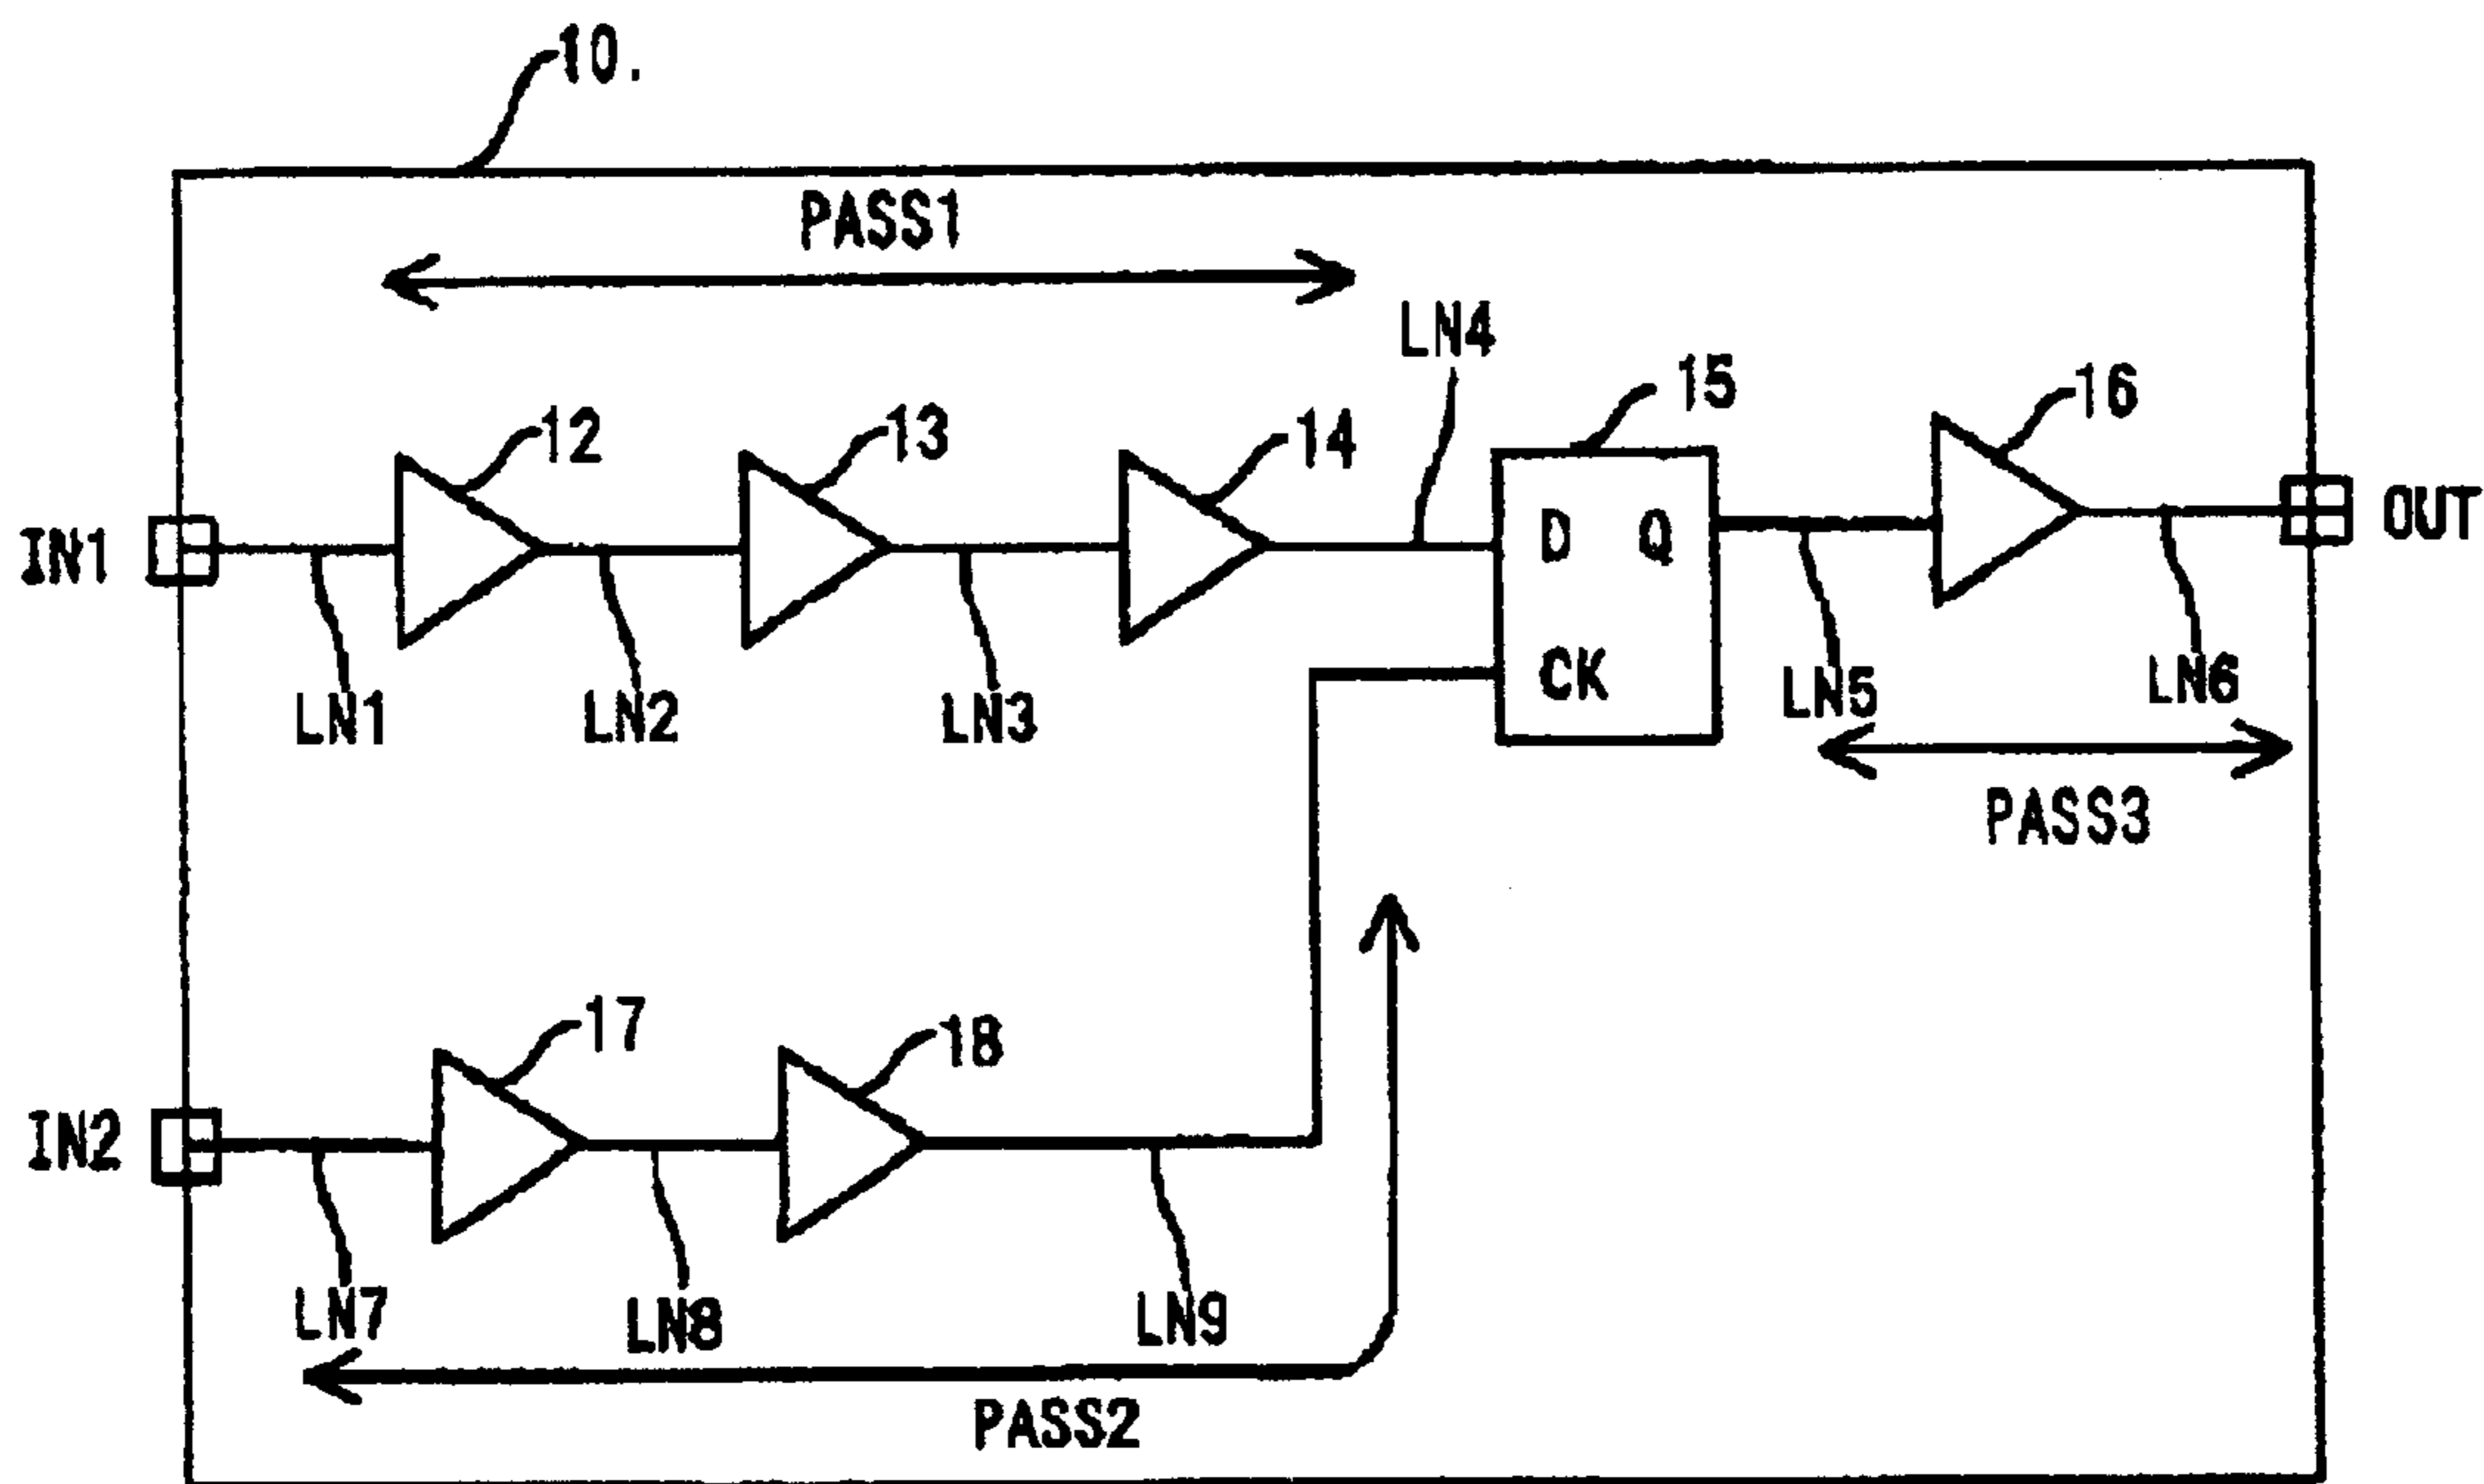 10.
PASS1
LN4
12
13
14
15
16
IN1
D Q
OUT
CK
LN1
LN2
LN3
LN5
LN6
PASS3
17
18
IN2
LN7
LN8
LN9
PASS2